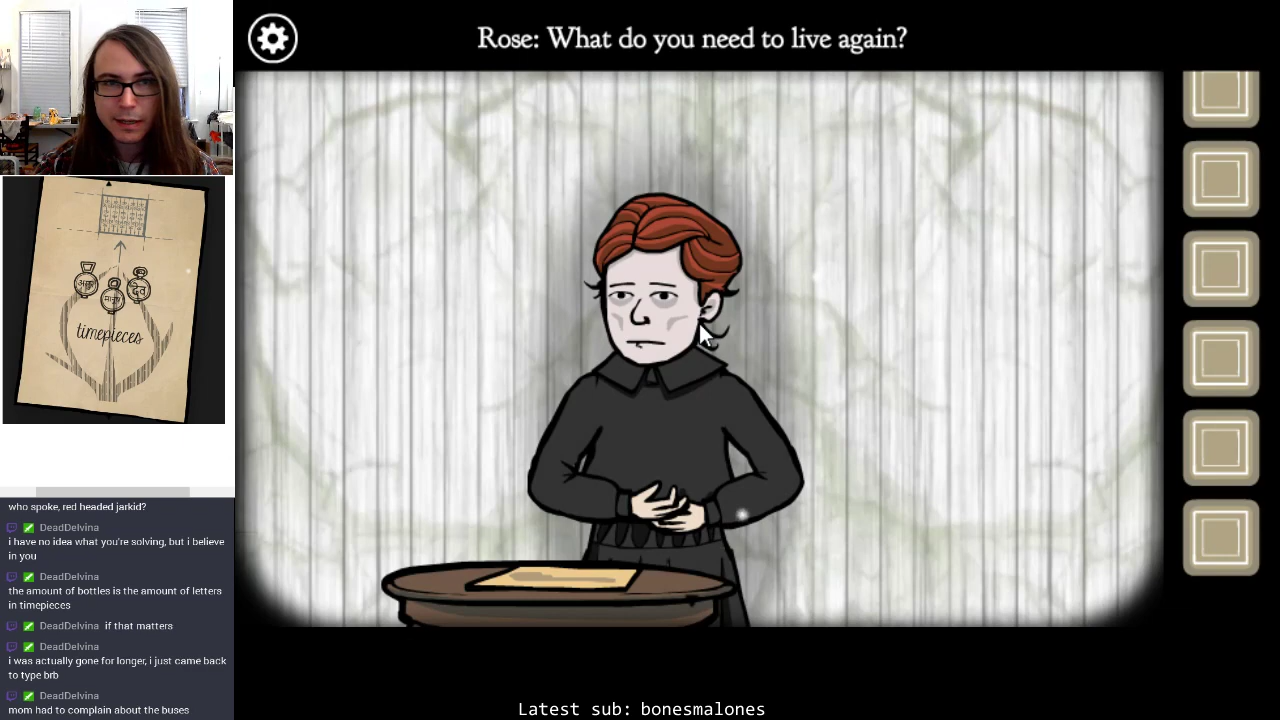 Rose: What do you need to live again?
असुर
मानुष
देव
timepieces
who spoke, red headed jarkid?
DeadDelvina
i have no idea what you're solving, but i believe
in you
DeadDelvina
the amount of bottles is the amount of letters
in timepieces
DeadDelvina if that matters
DeadDelvina
i was actually gone for longer, i just came back
to type brb
DeadDelvina
mom had to complain about the buses
Latest sub: bonesmalones